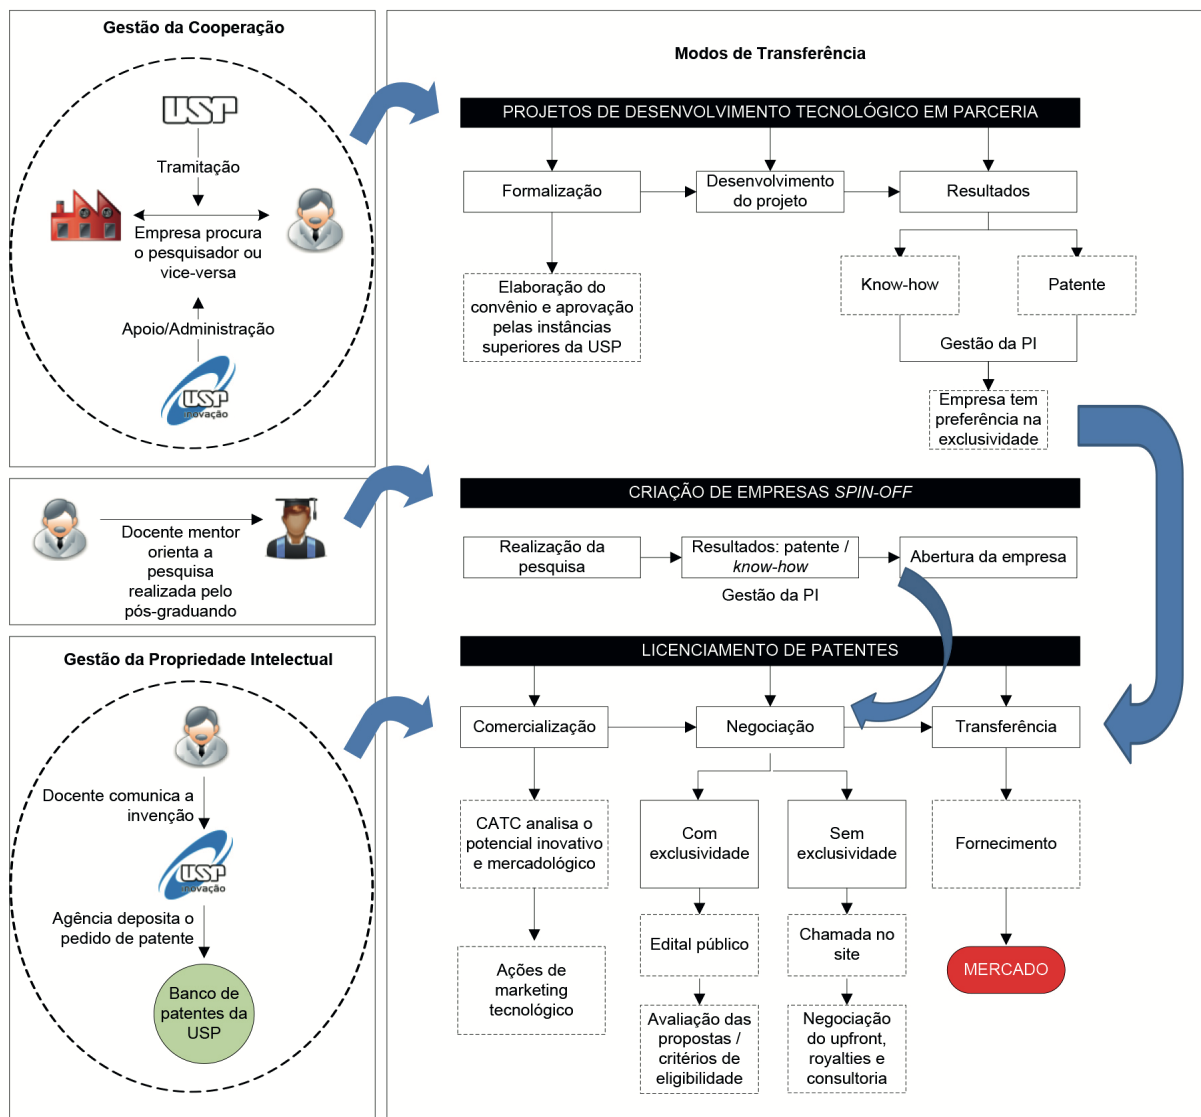 Gestão da Cooperação
USP
Tramitação
Empresa procura
o pesquisador ou
vice-versa
Apoio/Administração
USP
inovação
Docente mentor
orienta a
pesquisa
realizada pelo
pós-graduando
Gestão da Propriedade Intelectual
Docente comunica a
invenção
USP
inovação
Agência deposita o
pedido de patente
Banco de
patentes da
USP
Modos de Transferência
PROJETOS DE DESENVOLVIMENTO TECNOLÓGICO EM PARCERIA
Formalização
Desenvolvimento
do projeto
Resultados
Elaboração do
convênio e aprovação
pelas instâncias
superiores da USP
Know-how
Patente
Gestão da PI
Empresa tem
preferência na
exclusividade
CRIAÇÃO DE EMPRESAS SPIN-OFF
Realização da
pesquisa
Resultados: patente /
know-how
Abertura da empresa
Gestão da PI
LICENCIAMENTO DE PATENTES
Comercialização
Negociação
Transferência
CATC analisa o
potencial inovativo
e mercadológico
Com
exclusividade
Sem
exclusividade
Fornecimento
Ações de
marketing
tecnológico
Edital público
Chamada no
site
MERCADO
Avaliação das
propostas /
critérios de
eligibilidade
Negociação
do upfront,
royalties e
consultoria